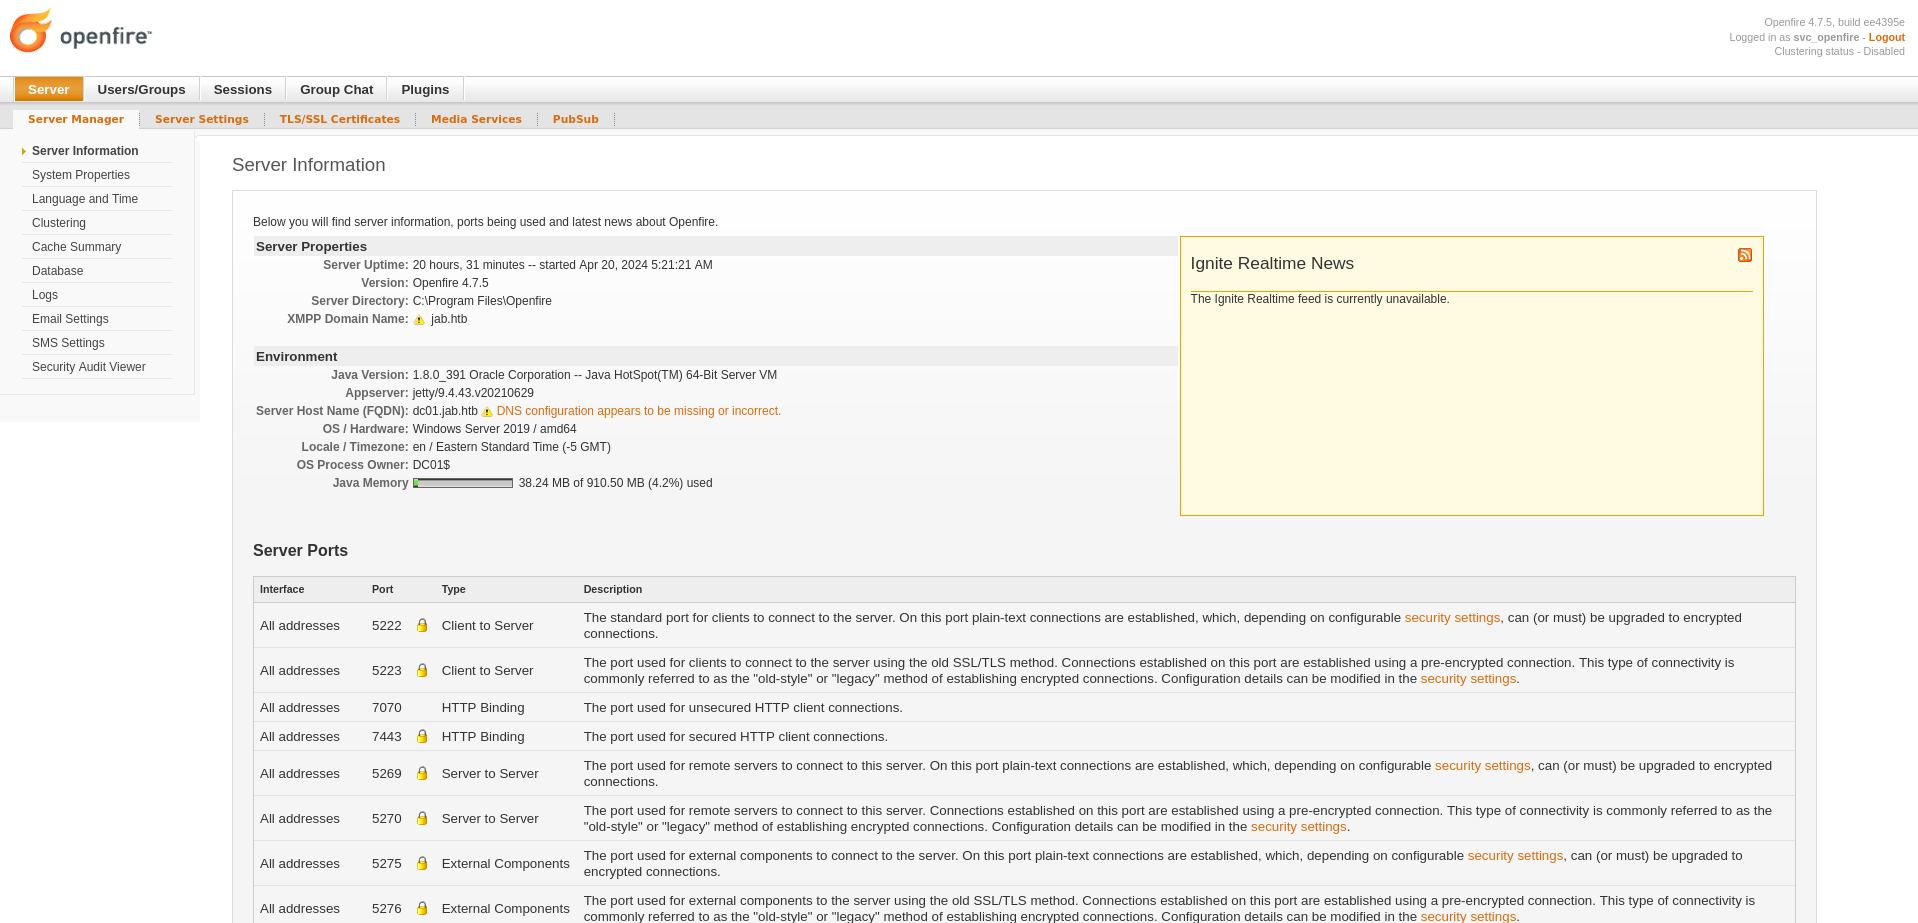 openfire™
Openfire 4.7.5, build ee4395e
Logged in as svc_openfire - Logout
Clustering status - Disabled
Server Users/Groups Sessions Group Chat Plugins
Server Manager Server Settings TLS/SSL Certificates Media Services PubSub
Server Information
System Properties
Language and Time
Clustering
Cache Summary
Database
Logs
Email Settings
SMS Settings
Security Audit Viewer
Server Information
Below you will find server information, ports being used and latest news about Openfire.
Server Properties
Server Uptime: 20 hours, 31 minutes -- started Apr 20, 2024 5:21:21 AM
Version: Openfire 4.7.5
Server Directory: C:\Program Files\Openfire
XMPP Domain Name: jab.htb
Environment
Java Version: 1.8.0_391 Oracle Corporation -- Java HotSpot(TM) 64-Bit Server VM
Appserver: jetty/9.4.43.v20210629
Server Host Name (FQDN): dc01.jab.htb DNS configuration appears to be missing or incorrect.
OS / Hardware: Windows Server 2019 / amd64
Locale / Timezone: en / Eastern Standard Time (-5 GMT)
OS Process Owner: DC01$
Java Memory 38.24 MB of 910.50 MB (4.2%) used
Ignite Realtime News
The Ignite Realtime feed is currently unavailable.
Server Ports
Interface Port Type Description
All addresses 5222 Client to Server The standard port for clients to connect to the server. On this port plain-text connections are established, which, depending on configurable security settings, can (or must) be upgraded to encrypted
connections.
All addresses 5223 Client to Server The port used for clients to connect to the server using the old SSL/TLS method. Connections established on this port are established using a pre-encrypted connection. This type of connectivity is
commonly referred to as the "old-style" or "legacy" method of establishing encrypted connections. Configuration details can be modified in the security settings.
All addresses 7070 HTTP Binding The port used for unsecured HTTP client connections.
All addresses 7443 HTTP Binding The port used for secured HTTP client connections.
All addresses 5269 Server to Server The port used for remote servers to connect to this server. On this port plain-text connections are established, which, depending on configurable security settings, can (or must) be upgraded to encrypted
connections.
All addresses 5270 Server to Server The port used for remote servers to connect to this server. Connections established on this port are established using a pre-encrypted connection. This type of connectivity is commonly referred to as the
"old-style" or "legacy" method of establishing encrypted connections. Configuration details can be modified in the security settings.
All addresses 5275 External Components The port used for external components to connect to the server. On this port plain-text connections are established, which, depending on configurable security settings, can (or must) be upgraded to
encrypted connections.
All addresses 5276 External Components The port used for external components to the server using the old SSL/TLS method. Connections established on this port are established using a pre-encrypted connection. This type of connectivity is
commonly referred to as the "old-style" or "legacy" method of establishing encrypted connections. Configuration details can be modified in the security settings.